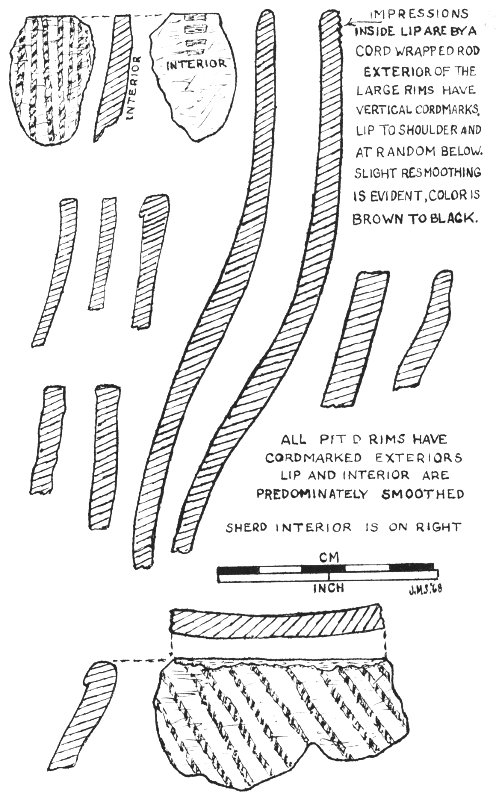 IMPRESSIONS
INSIDE LIP ARE BY A
CORD WRAPPED ROD
EXTERIOR OF THE
LARGE RIMS HAVE
VERTICAL CORDMARKS,
LIP TO SHOULDER AND
AT RANDOM BELOW.
SLIGHT RESMOOTHING
IS EVIDENT, COLOR IS
BROWN TO BLACK.
INTERIOR
INTERIOR
ALL PIT D RIMS HAVE
CORDMARKED EXTERIORS
LIP AND INTERIOR ARE
PREDOMINATELY SMOOTHED
SHERD INTERIOR IS ON RIGHT
CM
INCH
J.M.S.'68